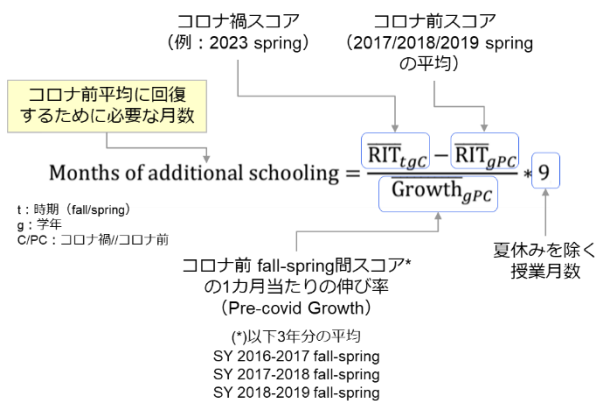 コロナ禍スコア
（例：2023 spring）
コロナ前スコア
（2017/2018/2019 spring
の平均）
コロナ前平均に回復
するために必要な月数
Months of additional schooling = (RIT̅_tgC − RIT̅_gPC) / Growth̅_gPC * 9
t：時期（fall/spring）
g：学年
C/PC：コロナ禍//コロナ前
夏休みを除く
授業月数
コロナ前 fall-spring間スコア*
の1カ月当たりの伸び率
（Pre-covid Growth）
(*)以下3年分の平均
SY 2016-2017 fall-spring
SY 2017-2018 fall-spring
SY 2018-2019 fall-spring